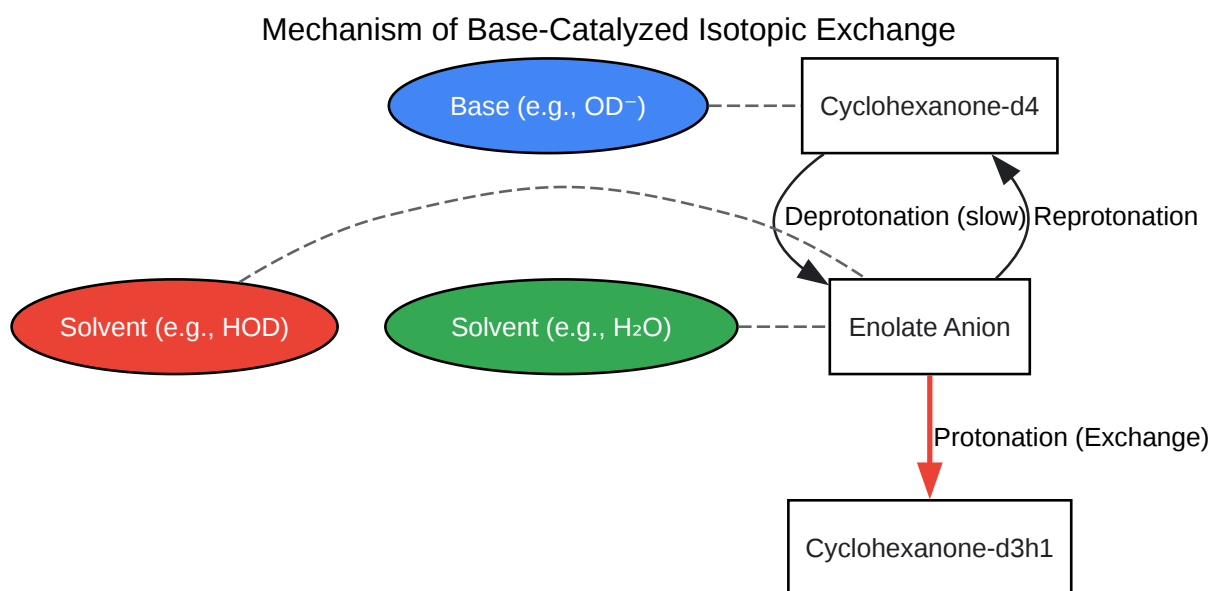 Mechanism of Base-Catalyzed Isotopic Exchange
Base (e.g., OD⁻)
Cyclohexanone-d4
Deprotonation (slow)
Reprotonation
Solvent (e.g., HOD)
Solvent (e.g., H₂O)
Enolate Anion
Protonation (Exchange)
Cyclohexanone-d3h1